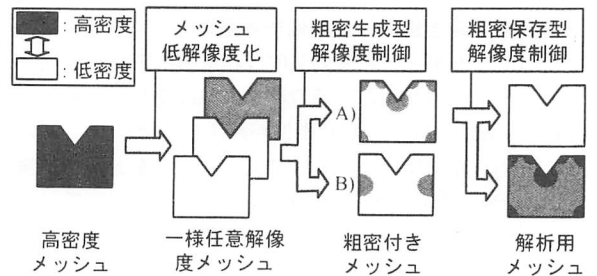 ：高密度
：低密度
メッシュ
低解像度化
粗密生成型
解像度制御
粗密保存型
解像度制御
A)
B)
高密度
メッシュ
一様任意解像
度メッシュ
粗密付き
メッシュ
解析用
メッシュ